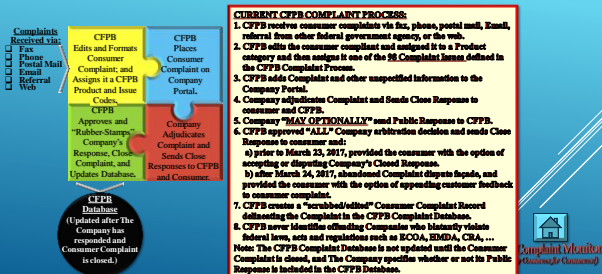 Complaints
Received via:
Fax
Phone
Postal Mail
Email
Referral
Web
CFPB
Edits and Formats
Consumer
Complaint; and
Assigns it a CFPB
Product and Issue
Codes.
CFPB
Places
Consumer
Complaint on
Company
Portal.
CFPB
Approves and
"Rubber-Stamps"
Company's
Response, Close
Complaint, and
Updates Database.
Company
Adjudicates
Complaint and
Sends Close
Responses to CFPB
and Consumer.
CFPB
Database
(Updated after The
Company has
responded and
Consumer Complaint
is closed.)
CURRENT CFPB COMPLAINT PROCESS:
1. CFPB receives consumer complaints via fax, phone, postal mail, Email,
referral from other federal government agency, or the web.
2. CFPB edits the consumer compliant and assigned it to a Product
category and then assigns it one of the 98 Complaint Issues defined in
the CFPB Complaint Process.
3. CFPB adds Complaint and other unspecified information to the
Company Portal.
4. Company adjudicates Complaint and Sends Close Response to
consumer and CFPB.
5. Company "MAY OPTIONALLY" send Public Response to CFPB.
6. CFPB approved "ALL" Company arbitration decision and sends Close
Response to consumer and:
a) prior to March 23, 2017, provided the consumer with the option of
accepting or disputing Company's Closed Response.
b) after March 24, 2017, abandoned Complaint dispute façade, and
provided the consumer with the option of appending customer feedback
to consumer complaint.
7. CFPB creates a "scrubbed/edited" Consumer Complaint Record
delineating the Complaint in the CFPB Complaint Database.
8. CFPB never identifies offending Companies who blatantly violate
federal laws, acts and regulations such as ECOA, HMDA, CRA, …
Note: The CFPB Complaint Database is not updated until the Consumer
Complaint is closed, and The Company specifies whether or not its Public
Response is included in the CFPB Database.
Complaint Monitor